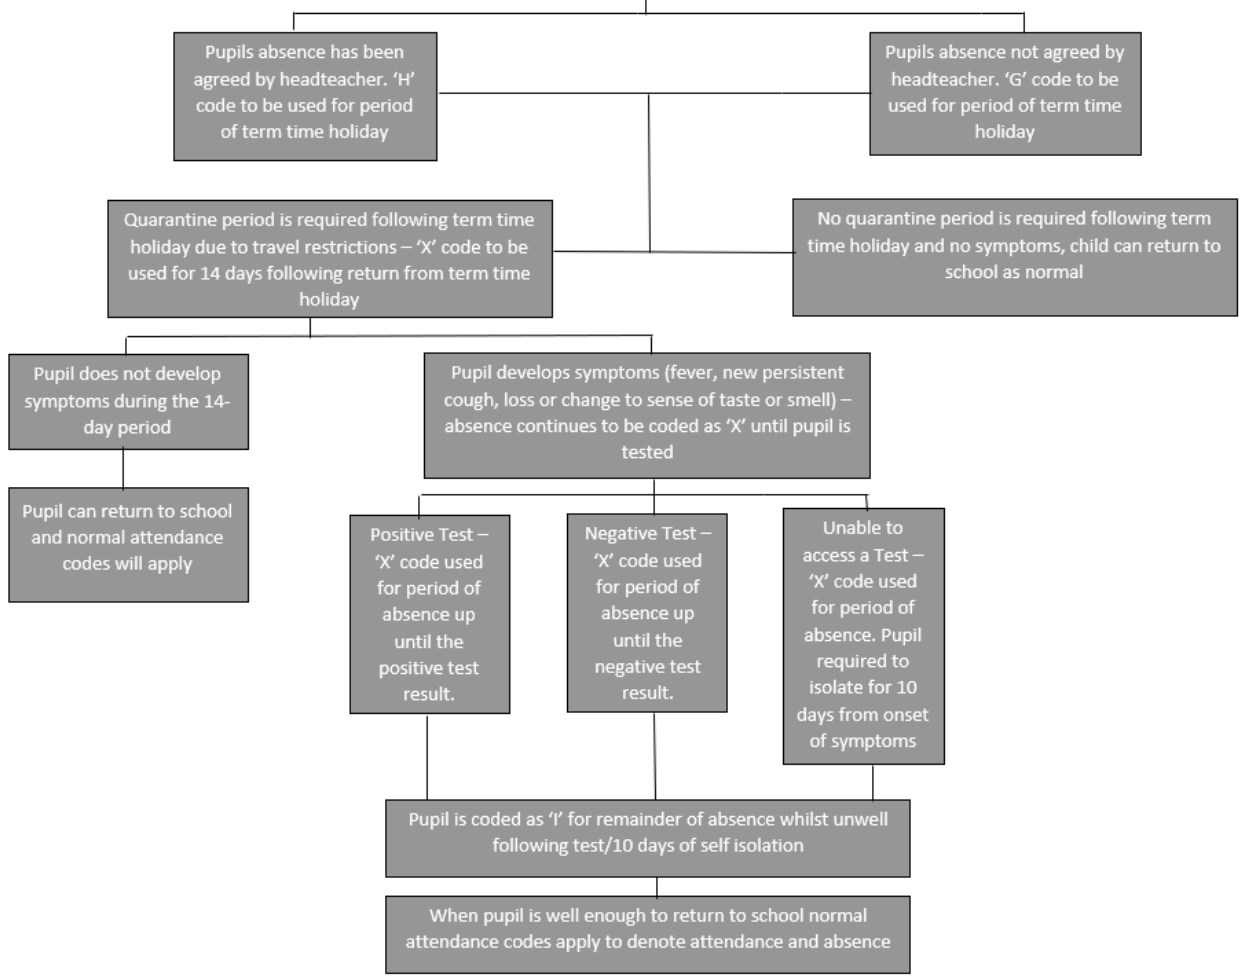 Pupils absence has been
agreed by headteacher. ‘H’
code to be used for period
of term time holiday
Pupils absence not agreed by
headteacher. ‘G’ code to be
used for period of term time
holiday
Quarantine period is required following term time
holiday due to travel restrictions – ‘X’ code to be
used for 14 days following return from term time
holiday
No quarantine period is required following term
time holiday and no symptoms, child can return to
school as normal
Pupil does not develop
symptoms during the 14-
day period
Pupil develops symptoms (fever, new persistent
cough, loss or change to sense of taste or smell) –
absence continues to be coded as ‘X’ until pupil is
tested
Pupil can return to school
and normal attendance
codes will apply
Positive Test –
‘X’ code used
for period of
absence up
until the
positive test
result.
Negative Test –
‘X’ code used
for period of
absence up
until the
negative test
result.
Unable to
access a Test –
‘X’ code used
for period of
absence. Pupil
required to
isolate for 10
days from onset
of symptoms
Pupil is coded as ‘I’ for remainder of absence whilst unwell
following test/10 days of self isolation
When pupil is well enough to return to school normal
attendance codes apply to denote attendance and absence